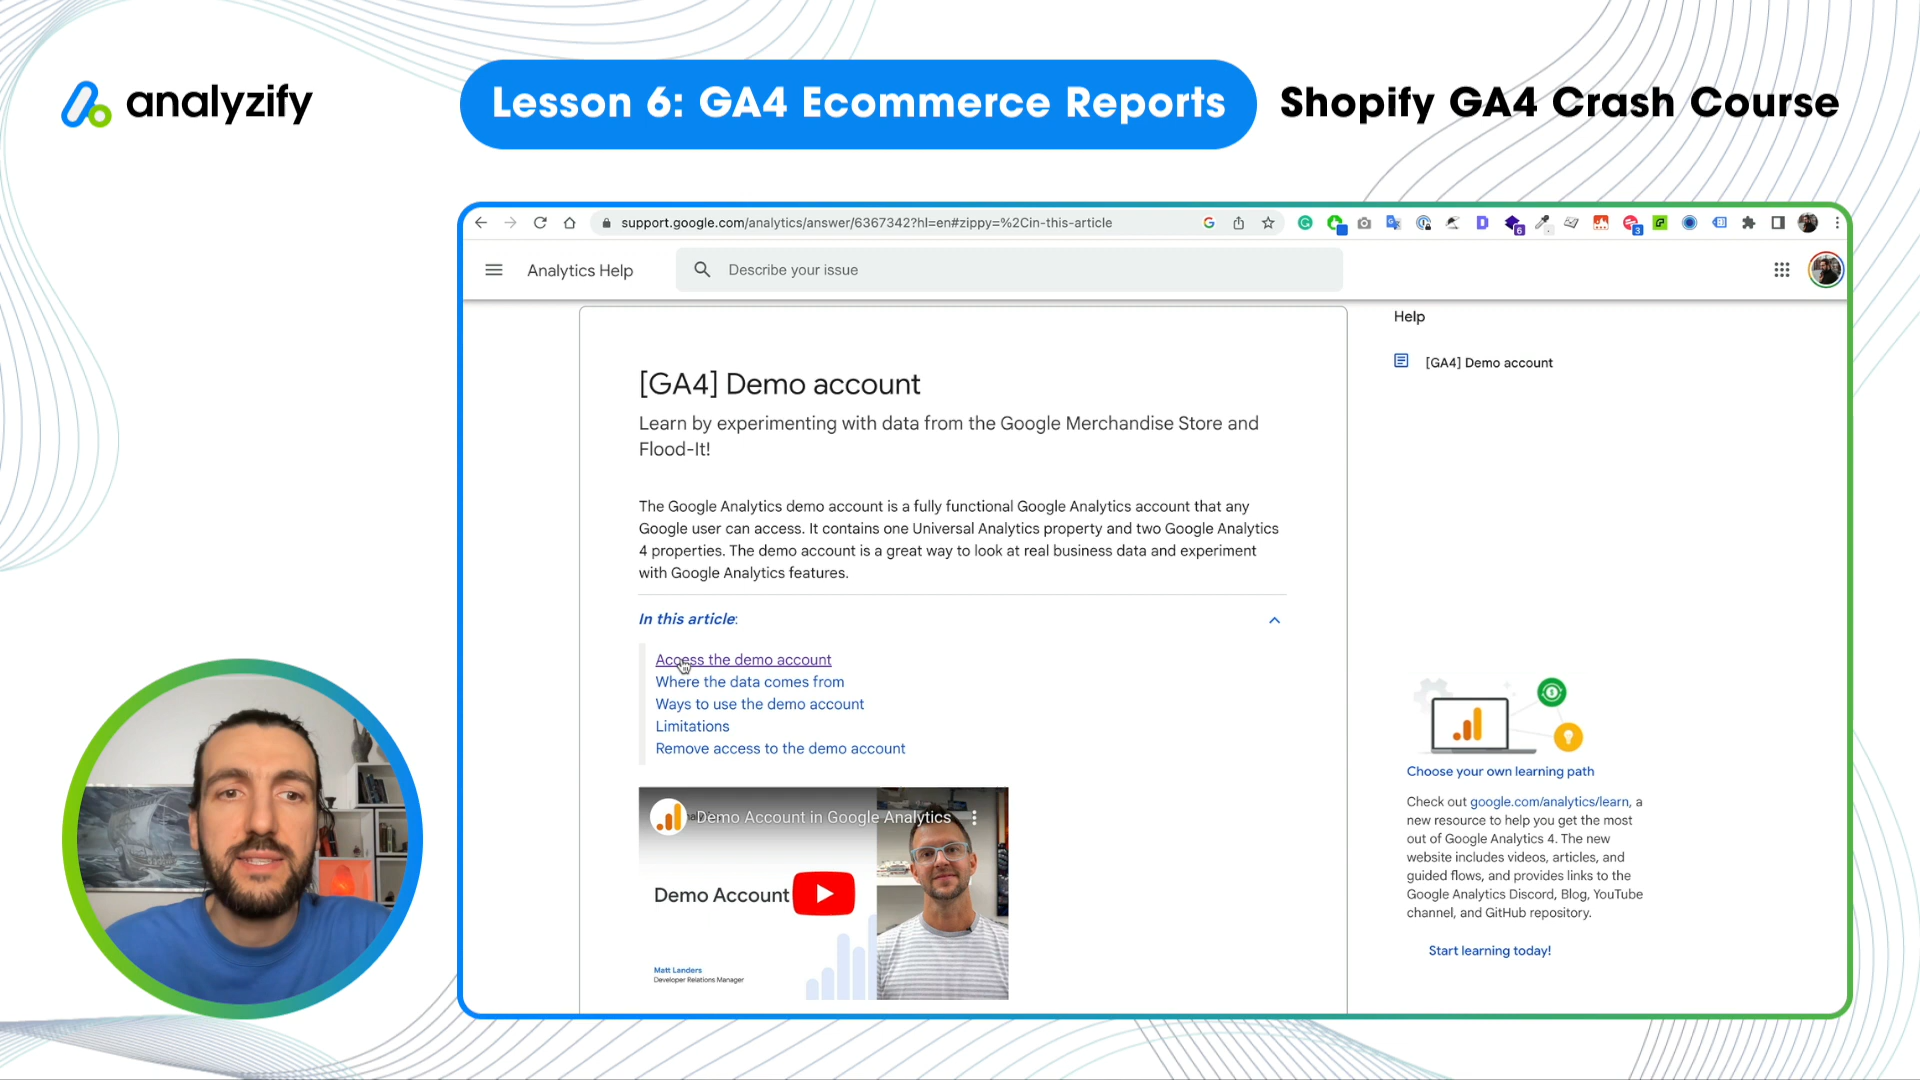 analyzify
Lesson 6: GA4 Ecommerce Reports
Shopify GA4 Crash Course
support.google.com/analytics/answer/6367342?hl=en#zippy=%2Cin-this-article
Analytics Help
Describe your issue
[GA4] Demo account
Learn by experimenting with data from the Google Merchandise Store and
Flood-It!
The Google Analytics demo account is a fully functional Google Analytics account that any
Google user can access. It contains one Universal Analytics property and two Google Analytics
4 properties. The demo account is a great way to look at real business data and experiment
with Google Analytics features.
In this article:
Access the demo account
Where the data comes from
Ways to use the demo account
Limitations
Remove access to the demo account
Demo Account in Google Analytics
Demo Account
Matt Landers
Developer Relations Manager
Help
[GA4] Demo account
Choose your own learning path
Check out google.com/analytics/learn, a
new resource to help you get the most
out of Google Analytics 4. The new
website includes videos, articles, and
guided flows, and provides links to the
Google Analytics Discord, Blog, YouTube
channel, and GitHub repository.
Start learning today!